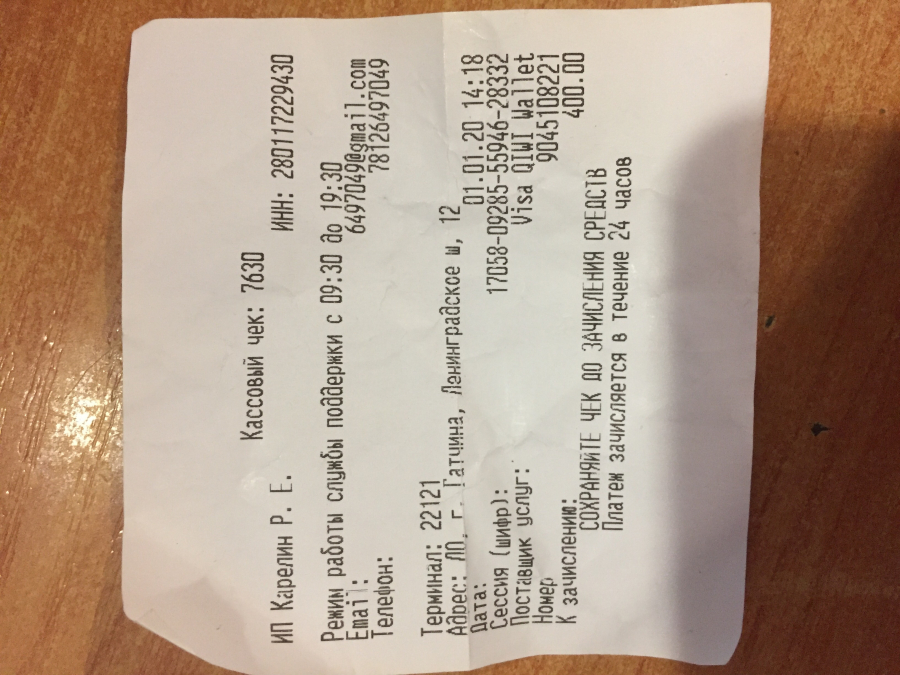 Кассовый чек: 7630
ИП Карелин Р. Е. ИНН: 280117229430
Режим работы службы поддержки с 09:30 до 19:30
Email: 6497049@gmail.com
Телефон: 78126497049
Терминал: 22121
Адрес: ЛО, г. Гатчина, Ленинградское ш, 12
Дата: 01.01.20 14:18
Сессия (шифр): 17058-09285-55946-28332
Поставщик услуг: Visa QIWI Wallet
Номер 9045108221
К зачислению: 400.00
СОХРАНЯЙТЕ ЧЕК ДО ЗАЧИСЛЕНИЯ СРЕДСТВ
Платеж зачисляется в течение 24 часов